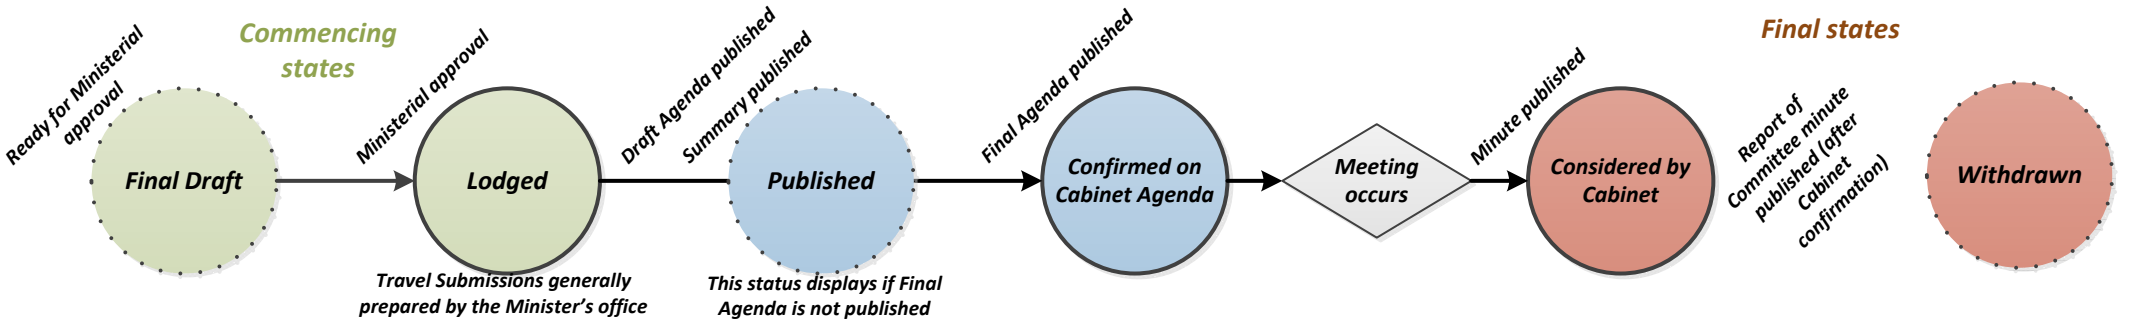 Ready for Ministerial
approval
Commencing
states
Final Draft
Ministerial approval
Lodged
Travel Submissions generally
prepared by the Minister’s office
Draft Agenda published
Summary published
Published
This status displays if Final
Agenda is not published
Final Agenda published
Confirmed on
Cabinet Agenda
Meeting
occurs
Minute published
Considered by
Cabinet
Final states
Report of
Committee minute
published (after
Cabinet
confirmation)
Withdrawn